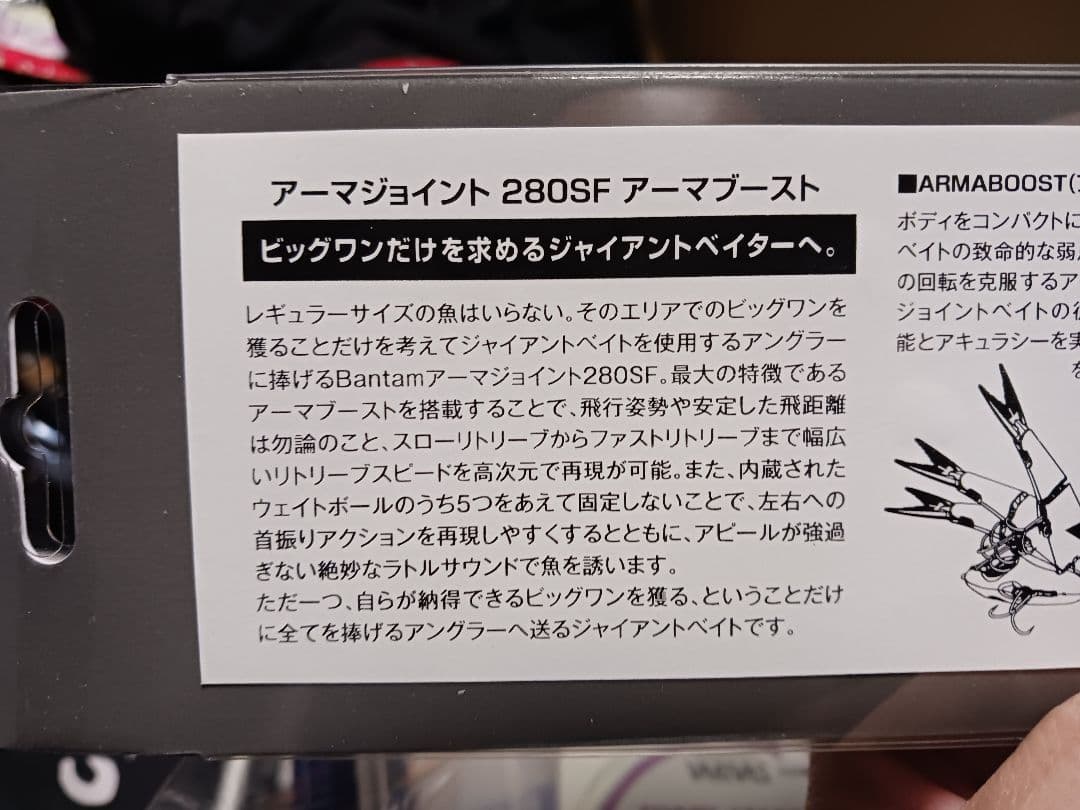 アーマジョイント 280SF アーマブースト
ビッグワンだけを求めるジャイアントベイターへ。
レギュラーサイズの魚はいらない。そのエリアでのビッグワンを
獲ることだけを考えてジャイアントベイトを使用するアングラー
に捧げるBantamアーマジョイント280SF。最大の特徴である
アーマブーストを搭載することで、飛行姿勢や安定した飛距離
は勿論のこと、スローリトリーブからファストリトリーブまで幅広
いリトリーブスピードを高次元で再現が可能。また、内蔵された
ウェイトボールのうち5つをあえて固定しないことで、左右への
首振りアクションを再現しやすくするとともに、アピールが強過
ぎない絶妙なラトルサウンドで魚を誘います。
ただ一つ、自らが納得できるビッグワンを獲る、ということだけ
に全てを捧げるアングラーへ送るジャイアントベイトです。
■ARMABOOST(
ボディをコンパクトに
ベイトの致命的な弱
の回転を克服するア
ジョイントベイトの
能とアキュラシーを